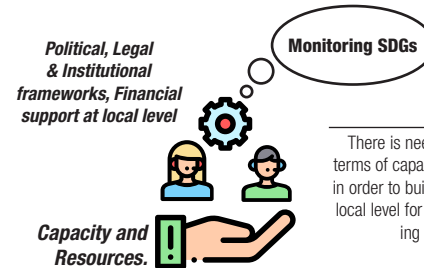 Political, Legal
& Institutional
frameworks, Financial
support at local level
Monitoring SDGs
There is nee
terms of capa
in order to bui
local level for
ing
Capacity and
Resources.